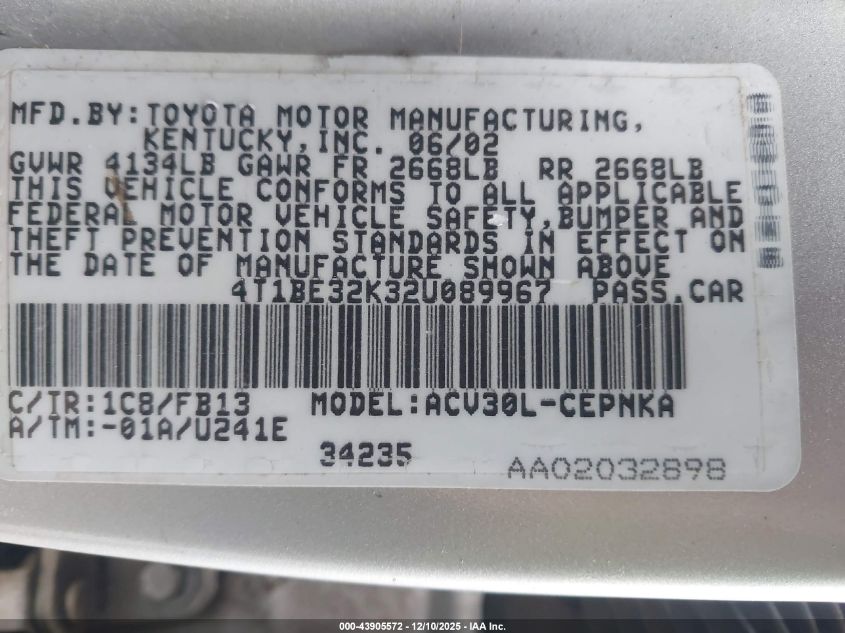 MFD.BY:TOYOTA MOTOR MANUFACTURING,
KENTUCKY,INC. 06/02
GVWR 4134LB GAWR FR 2668LB RR 2668LB
THIS VEHICLE CONFORMS TO ALL APPLICABLE
FEDERAL MOTOR VEHICLE SAFETY,BUMPER AND
THEFT PREVENTION STANDARDS IN EFFECT ON
THE DATE OF MANUFACTURE SHOWN ABOVE
4T1BE32K32U089967 PASS.CAR
C/TR:1C8/FB13 MODEL:ACV30L-CEPNKA
A/TM:-01A/U241E
34235
AA02032898
000-43905572 - 12/10/2025 - IAA Inc.